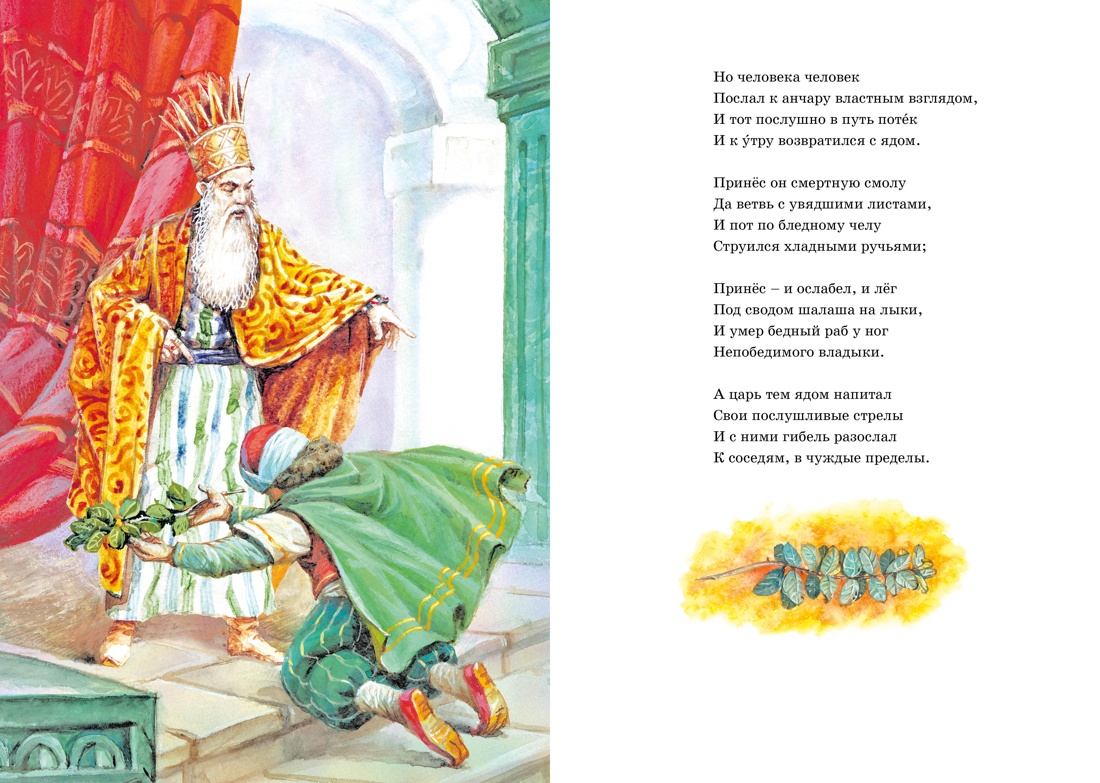 Но человека человек
Послал к анчару властным взглядом,
И тот послушно в путь поте́к
И к у́тру возвратился с ядом.
Принёс он смертную смолу
Да ветвь с увядшими листами,
И пот по бледному челу
Струился хладными ручьями;
Принёс – и ослабел, и лёг
Под сводом шалаша на лыки,
И умер бедный раб у ног
Непобедимого владыки.
А царь тем ядом напитал
Свои послушливые стрелы
И с ними гибель разослал
К соседям, в чуждые пределы.